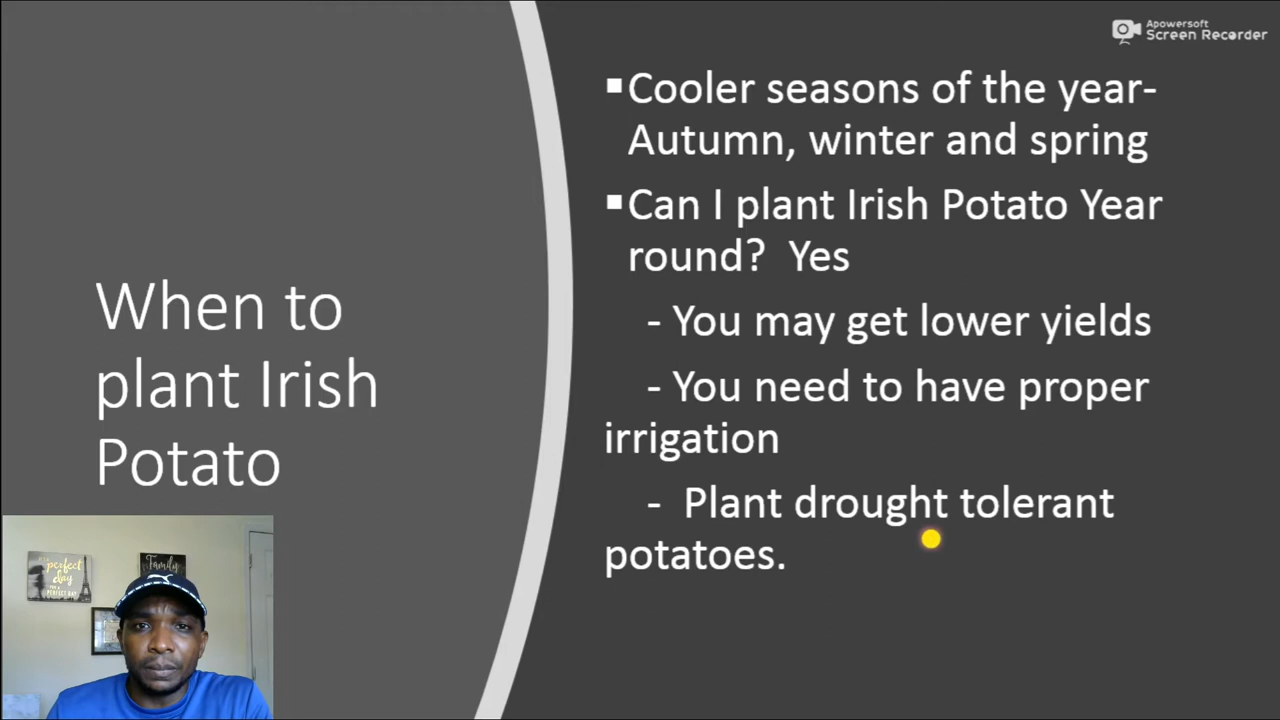 Apowersoft
Screen Recorder
▪Cooler seasons of the year-
Autumn, winter and spring
▪Can I plant Irish Potato Year
round?  Yes
- You may get lower yields
- You need to have proper
irrigation
-  Plant drought tolerant
potatoes.
When to
plant Irish
Potato
perfect
day
Family